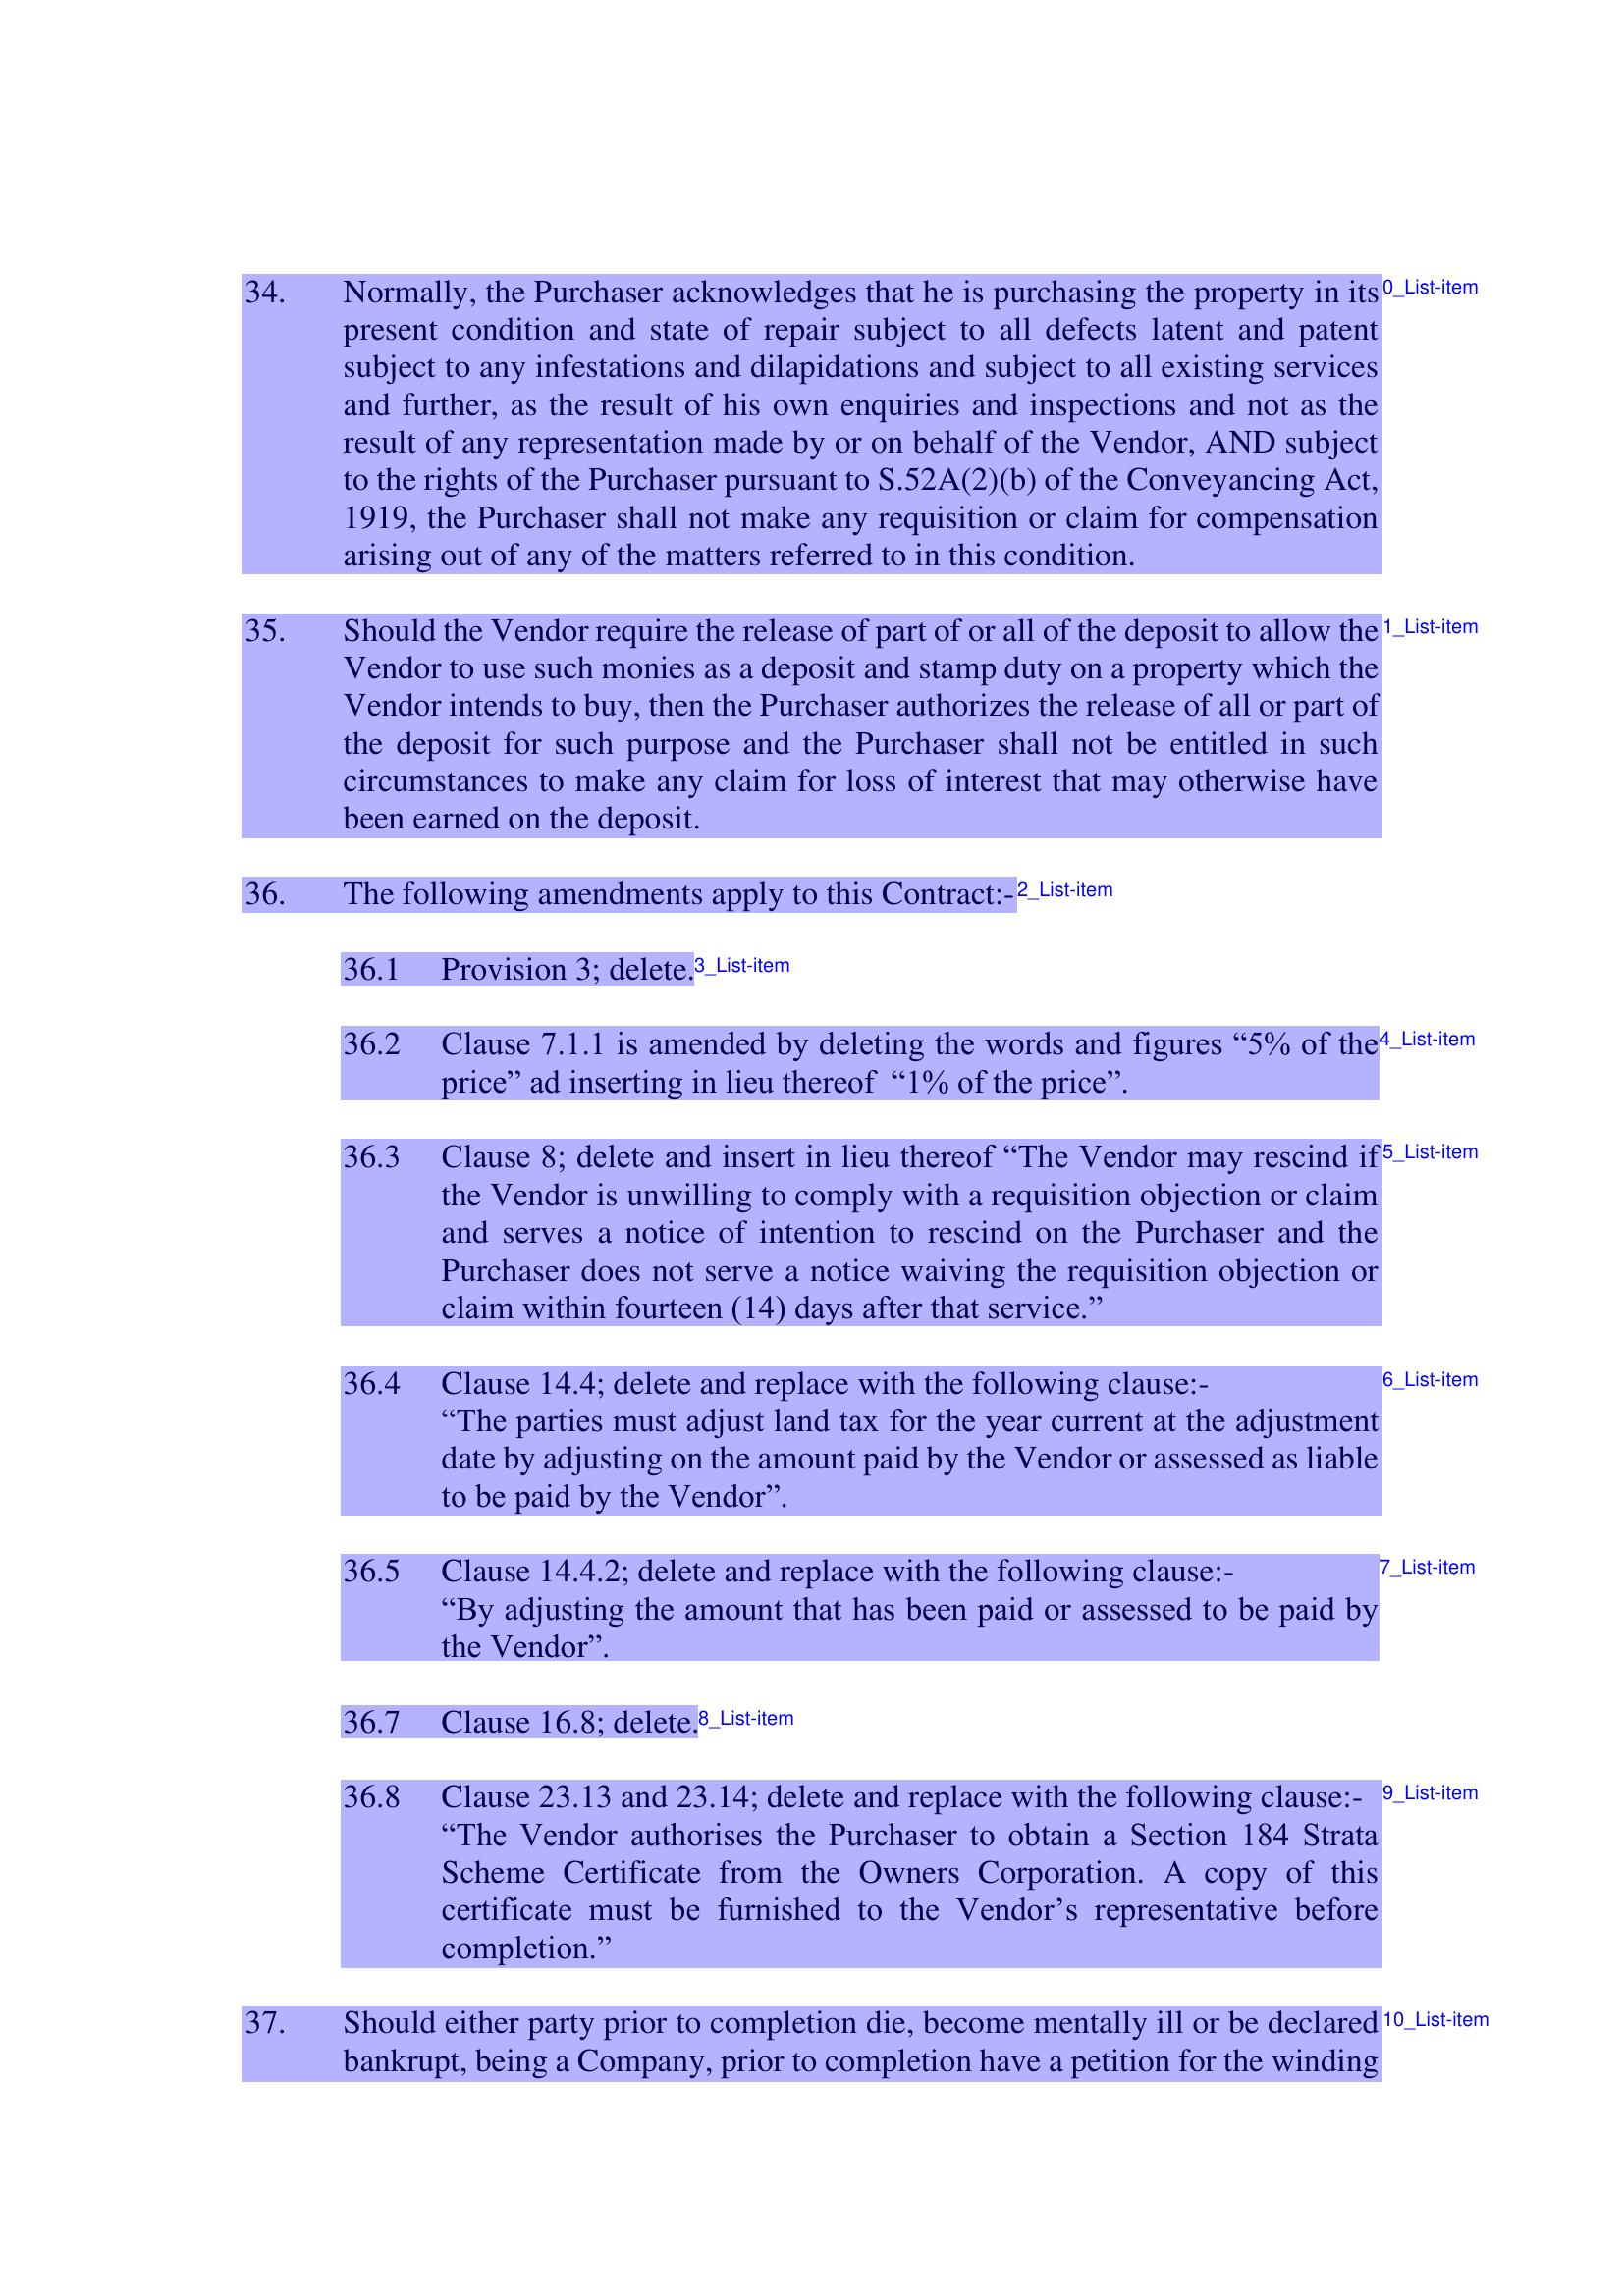 34. Normally, the Purchaser acknowledges that he is purchasing the property in its 0_List-item
present condition and state of repair subject to all defects latent and patent
subject to any infestations and dilapidations and subject to all existing services
and further, as the result of his own enquiries and inspections and not as the
result of any representation made by or on behalf of the Vendor, AND subject
to the rights of the Purchaser pursuant to S.52A(2)(b) of the Conveyancing Act,
1919, the Purchaser shall not make any requisition or claim for compensation
arising out of any of the matters referred to in this condition.
35. Should the Vendor require the release of part of or all of the deposit to allow the 1_List-item
Vendor to use such monies as a deposit and stamp duty on a property which the
Vendor intends to buy, then the Purchaser authorizes the release of all or part of
the deposit for such purpose and the Purchaser shall not be entitled in such
circumstances to make any claim for loss of interest that may otherwise have
been earned on the deposit.
36. The following amendments apply to this Contract:- 2_List-item
36.1 Provision 3; delete. 3_List-item
36.2 Clause 7.1.1 is amended by deleting the words and figures “5% of the 4_List-item
price” ad inserting in lieu thereof “1% of the price”.
36.3 Clause 8; delete and insert in lieu thereof “The Vendor may rescind if 5_List-item
the Vendor is unwilling to comply with a requisition objection or claim
and serves a notice of intention to rescind on the Purchaser and the
Purchaser does not serve a notice waiving the requisition objection or
claim within fourteen (14) days after that service.”
36.4 Clause 14.4; delete and replace with the following clause:- 6_List-item
“The parties must adjust land tax for the year current at the adjustment
date by adjusting on the amount paid by the Vendor or assessed as liable
to be paid by the Vendor”.
36.5 Clause 14.4.2; delete and replace with the following clause:- 7_List-item
“By adjusting the amount that has been paid or assessed to be paid by
the Vendor”.
36.7 Clause 16.8; delete. 8_List-item
36.8 Clause 23.13 and 23.14; delete and replace with the following clause:- 9_List-item
“The Vendor authorises the Purchaser to obtain a Section 184 Strata
Scheme Certificate from the Owners Corporation. A copy of this
certificate must be furnished to the Vendor’s representative before
completion.”
37. Should either party prior to completion die, become mentally ill or be declared 10_List-item
bankrupt, being a Company, prior to completion have a petition for the winding